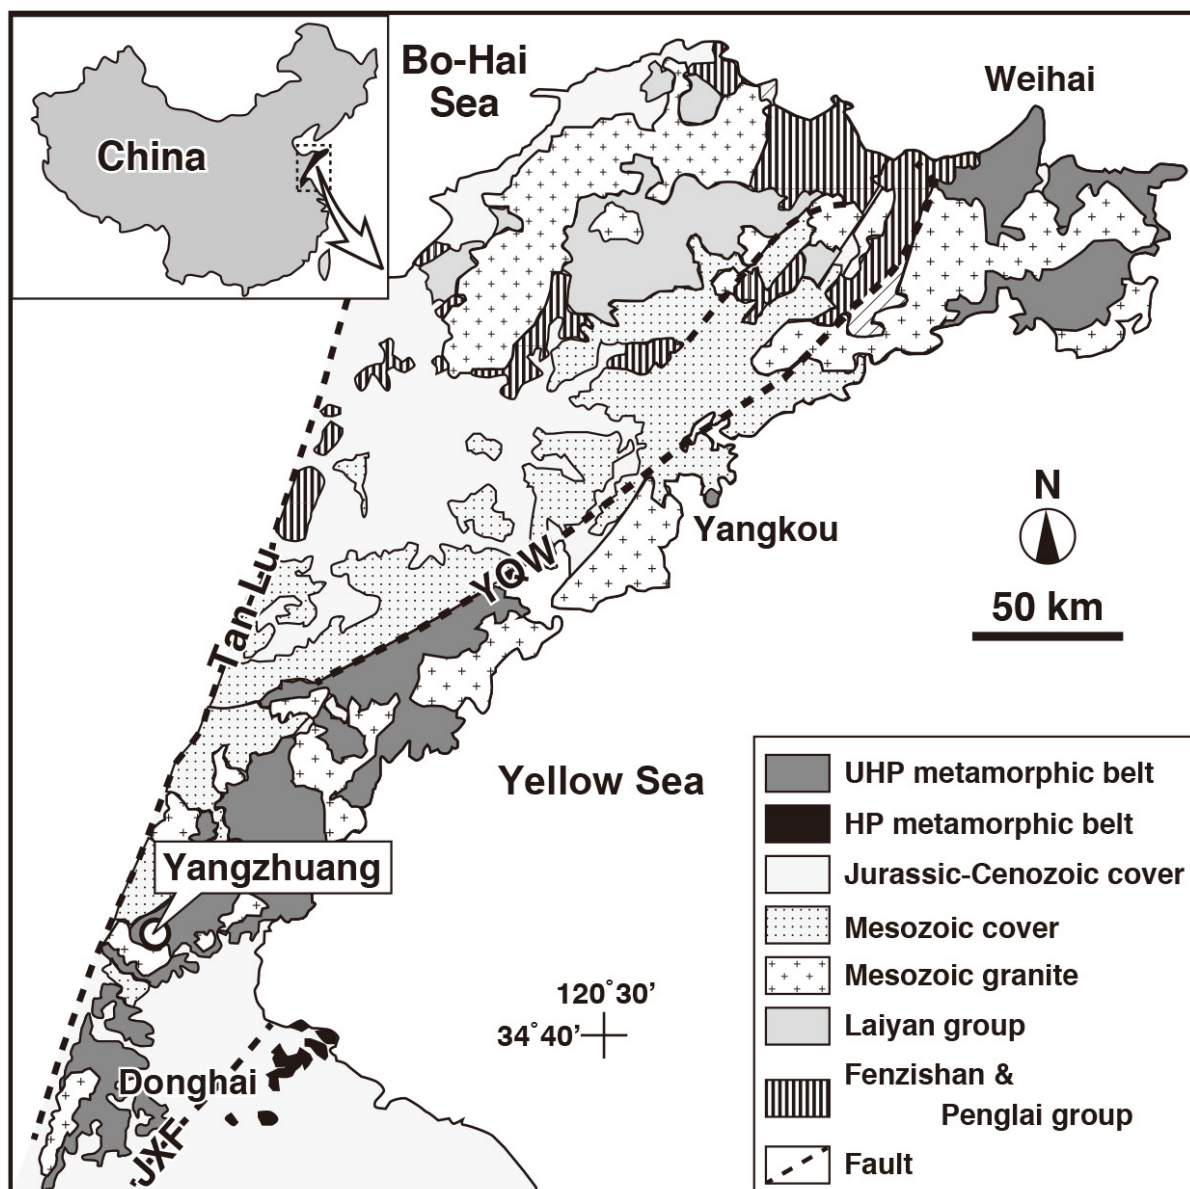 Bo-Hai
Sea
Weihai
China
N
Yangkou
50 km
YQW
Tan-Lu
Yellow Sea
Yangzhuang
120°30’
34°40’
Donghai
JXF
UHP metamorphic belt
HP metamorphic belt
Jurassic-Cenozoic cover
Mesozoic cover
Mesozoic granite
Laiyan group
Fenzishan &
Penglai group
Fault